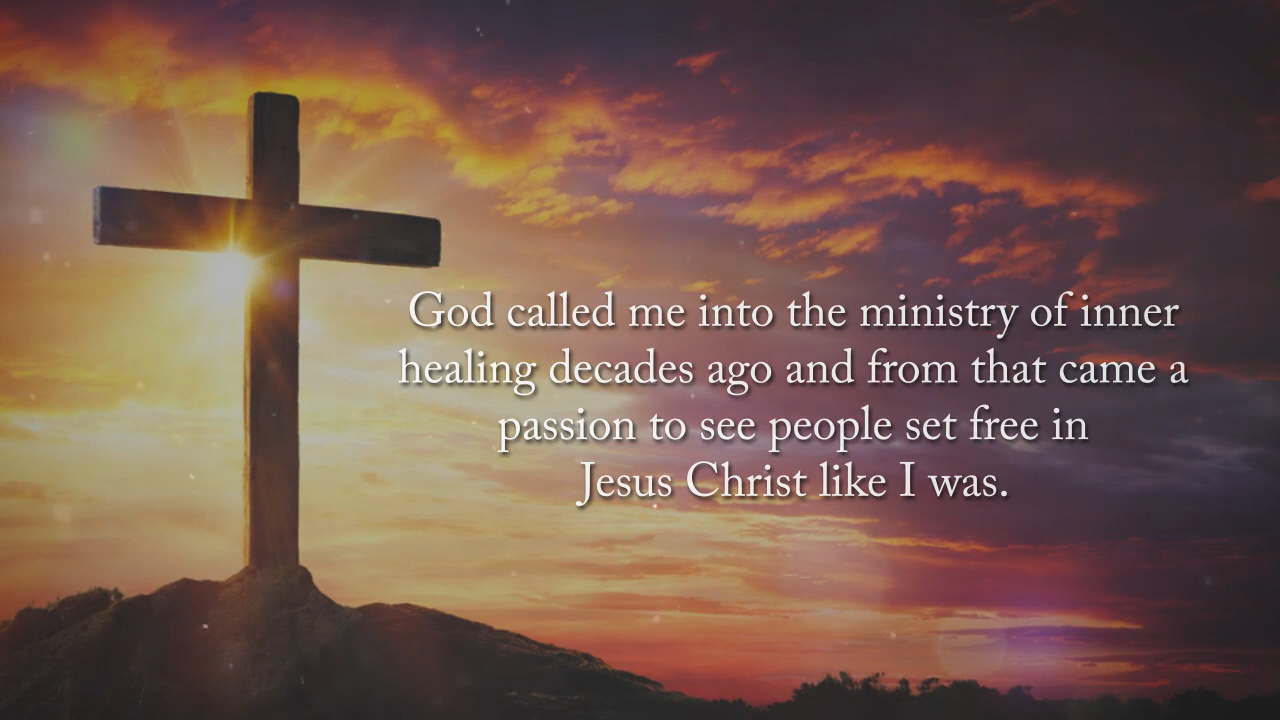 God called me into the ministry of inner
healing decades ago and from that came a
passion to see people set free in
Jesus Christ like I was.